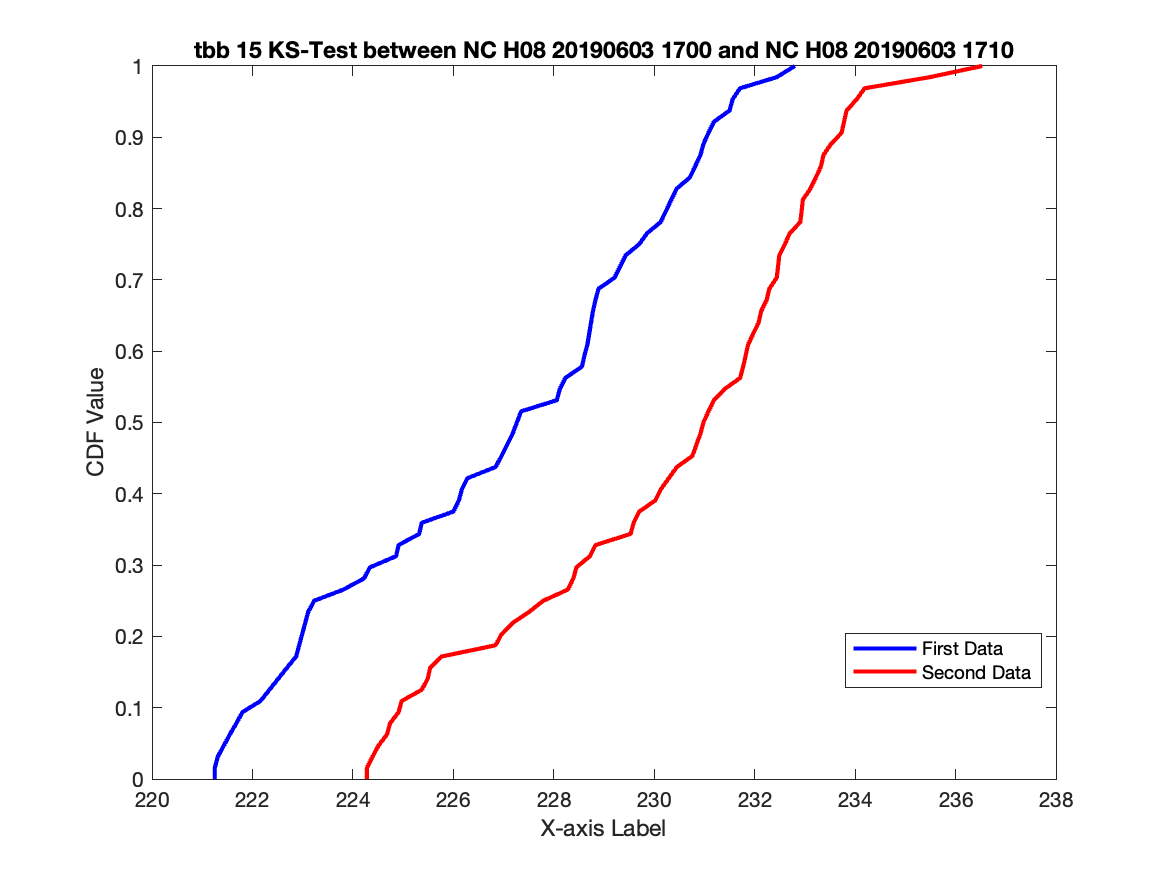 tbb 15 KS-Test between NC H08 20190603 1700 and NC H08 20190603 1710
1
0.9
0.8
0.7
0.6
0.5
0.4
0.3
0.2
0.1
0
CDF Value
First Data
Second Data
220 222 224 226 228 230 232 234 236 238
X-axis Label